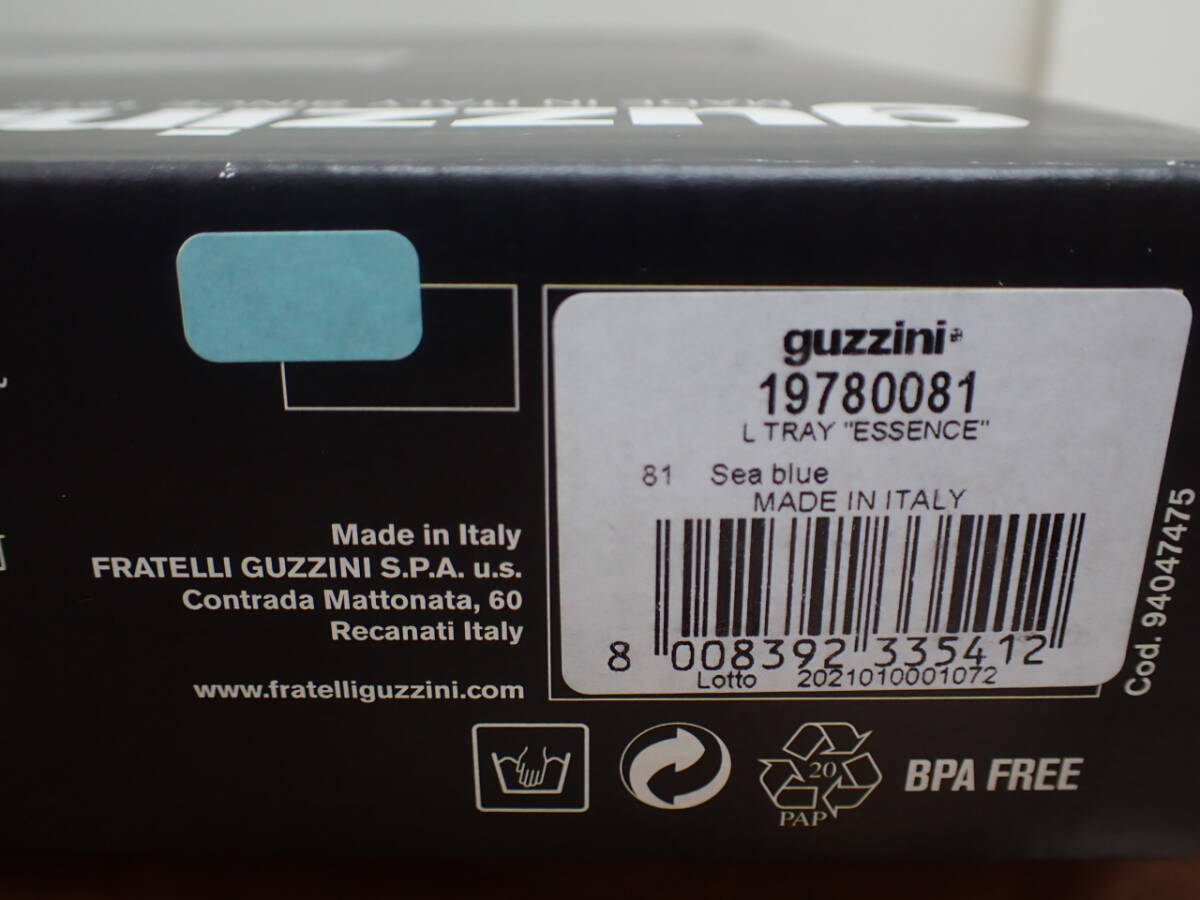 guzzini
guzzini
19780081
L TRAY "ESSENCE"
81 Sea blue
MADE IN ITALY
8 008392 335412
Lotto 2021010001072
Made in Italy
FRATELLI GUZZINI S.P.A. u.s.
Contrada Mattonata, 60
Recanati Italy
www.fratelliguzzini.com
Cod. 94047475
20
PAP
BPA FREE